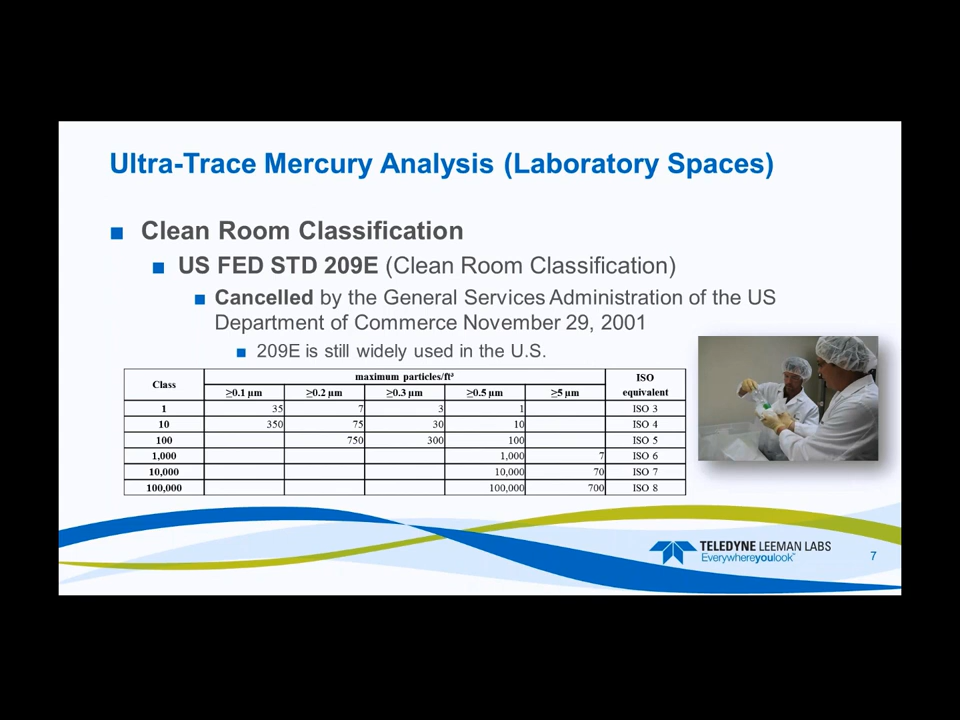 Ultra-Trace Mercury Analysis (Laboratory Spaces)
Clean Room Classification
US FED STD 209E (Clean Room Classification)
Cancelled by the General Services Administration of the US
Department of Commerce November 29, 2001
209E is still widely used in the U.S.
Class maximum particles/ft³ ISO equivalent
≥0.1 µm ≥0.2 µm ≥0.3 µm ≥0.5 µm ≥5 µm
1 35 7 3 1 ISO 3
10 350 75 30 10 ISO 4
100 750 300 100 ISO 5
1,000 1,000 7 ISO 6
10,000 10,000 70 ISO 7
100,000 100,000 700 ISO 8
TELEDYNE LEEMAN LABS
Everywhereyoulook™
7